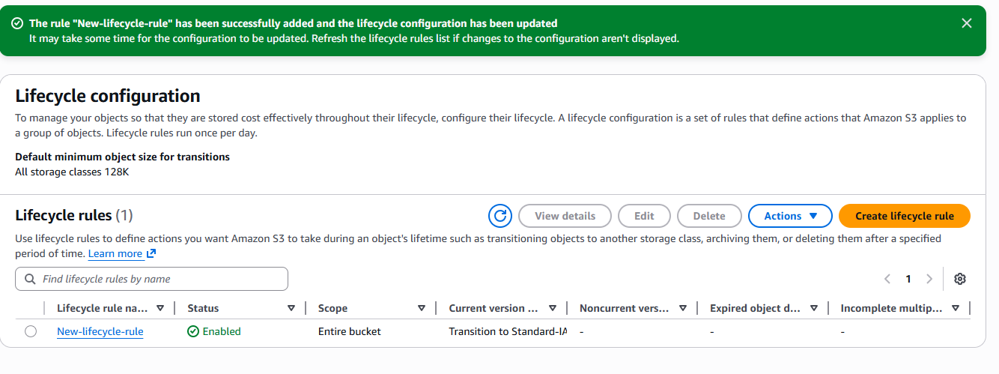 The rule "New-lifecycle-rule" has been successfully added and the lifecycle configuration has been updated
It may take some time for the configuration to be updated. Refresh the lifecycle rules list if changes to the configuration aren't displayed.
Lifecycle configuration
To manage your objects so that they are stored cost effectively throughout their lifecycle, configure their lifecycle. A lifecycle configuration is a set of rules that define actions that Amazon S3 applies to
a group of objects. Lifecycle rules run once per day.
Default minimum object size for transitions
All storage classes 128K
Lifecycle rules (1)
View details
Edit
Delete
Actions
Create lifecycle rule
Use lifecycle rules to define actions you want Amazon S3 to take during an object's lifetime such as transitioning objects to another storage class, archiving them, or deleting them after a specified
period of time. Learn more
Find lifecycle rules by name
1
Lifecycle rule na... Status Scope Current version ... Noncurrent vers... Expired object d... Incomplete multip...
New-lifecycle-rule Enabled Entire bucket Transition to Standard-IA - - -